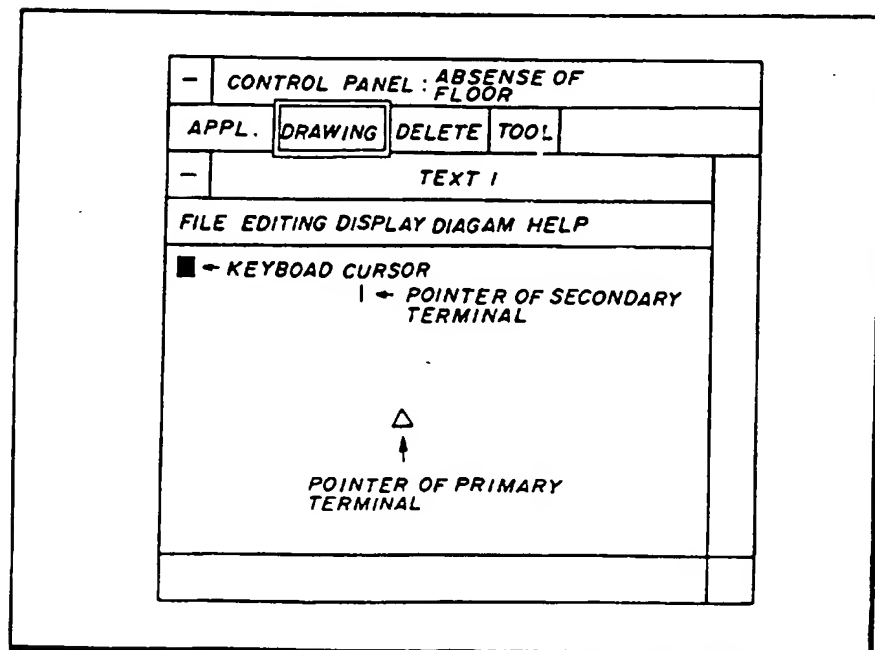 – CONTROL PANEL: ABSENSE OF
FLOOR
APPL. DRAWING DELETE TOOL
– TEXT 1
FILE EDITING DISPLAY DIAGAM HELP
KEYBOAD CURSOR
POINTER OF SECONDARY
TERMINAL
POINTER OF PRIMARY
TERMINAL